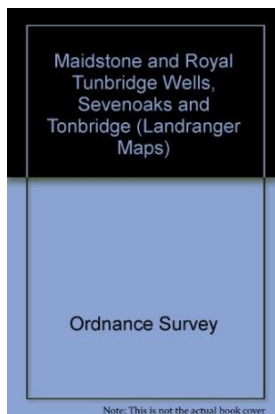 Maidstone and Royal
Tunbridge Wells,
Sevenoaks and
Tonbridge (Landranger
Maps)
Ordnance Survey
Note: This is not the actual book cover